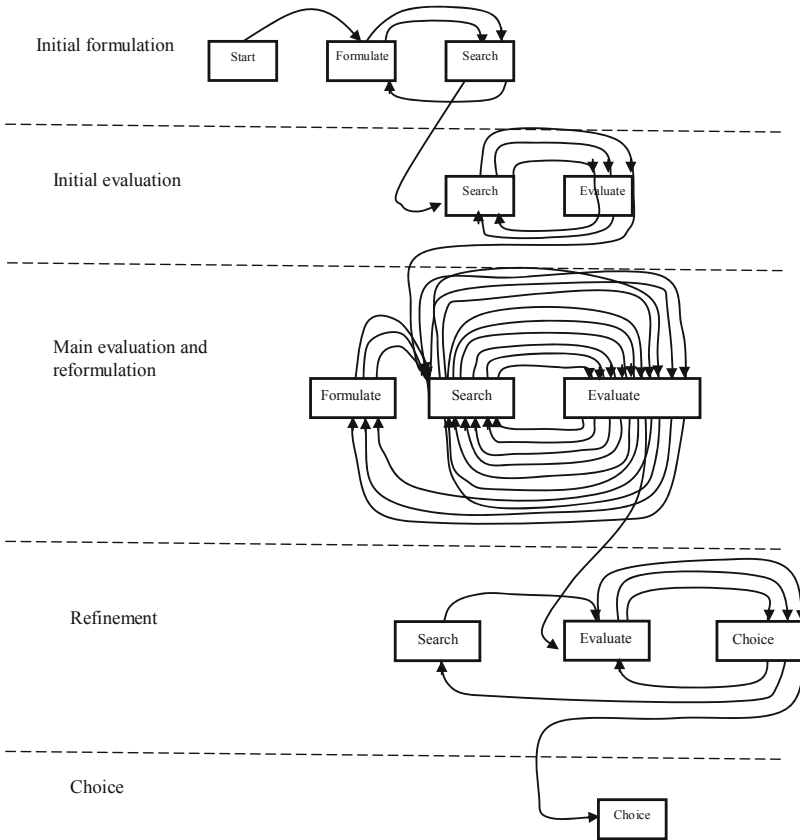 Initial formulation
Start
Formulate
Search
Initial evaluation
Search
Evaluate
Main evaluation and
reformulation
Formulate
Search
Evaluate
Refinement
Search
Evaluate
Choice
Choice
Choice